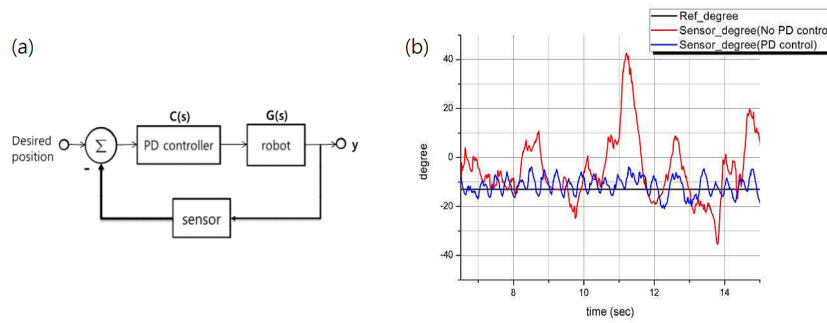 (a)
C(s)
G(s)
Desired
position
Σ
PD controller
robot
y
-
sensor
(b)
Ref_degree
Sensor_degree(No PD contro
Sensor_degree(PD control)
degree
40
20
0
-20
-40
8
10
12
14
time (sec)